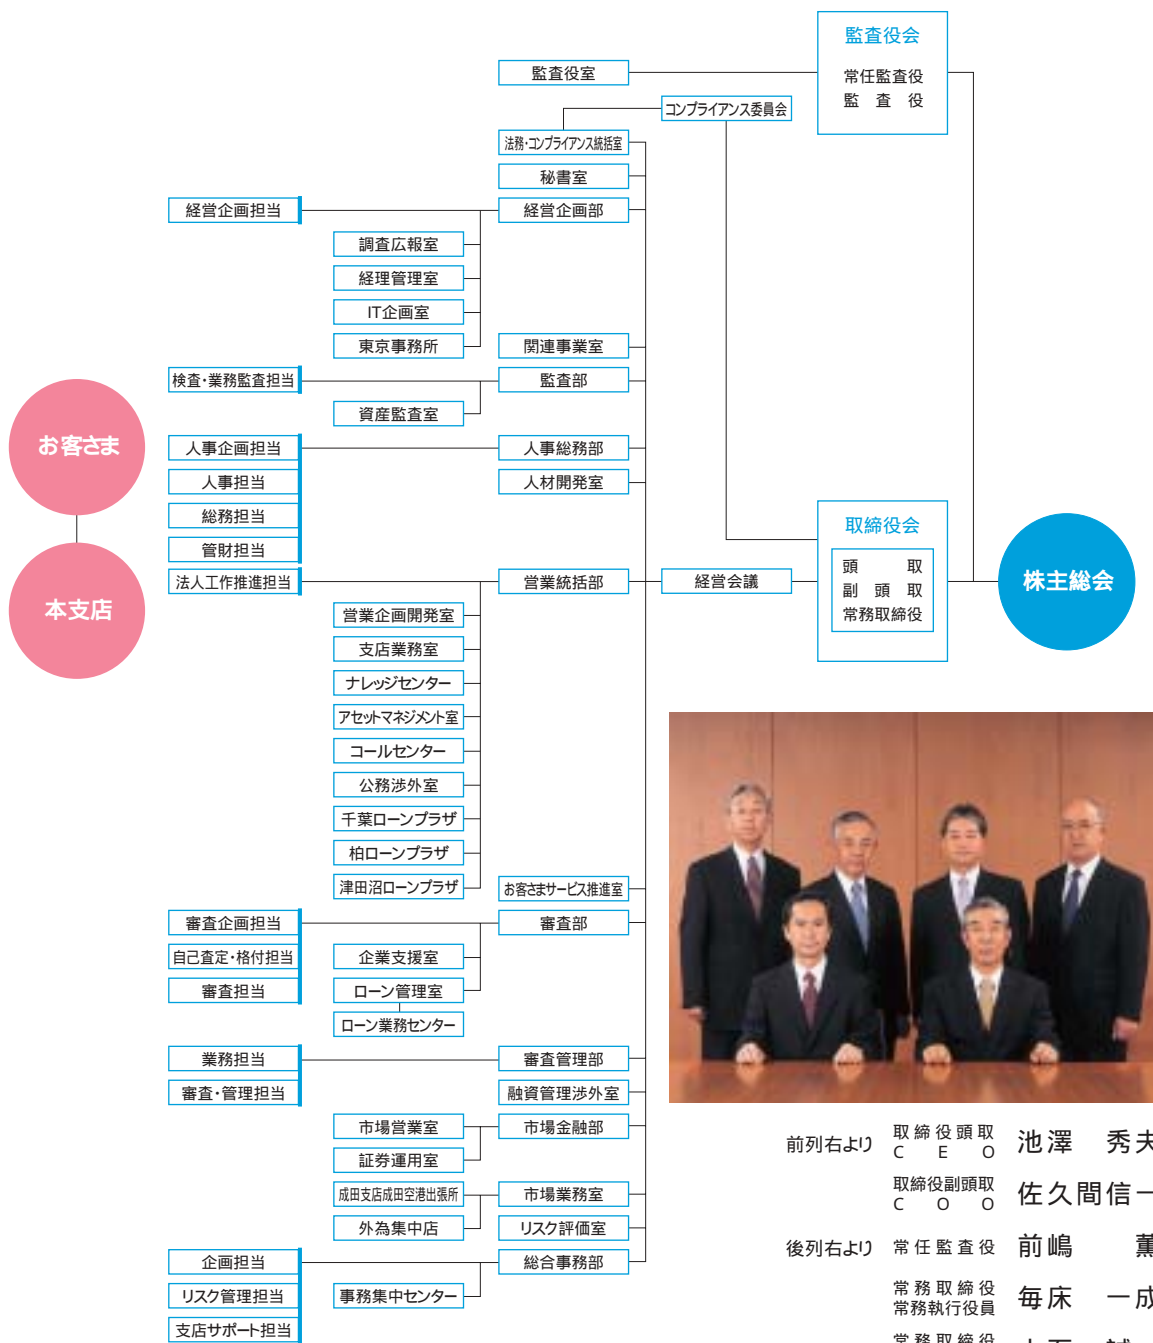 監査役会
常任監査役
監査役
監査役室
コンプライアンス委員会
法務・コンプライアンス統括室
秘書室
経営企画担当
経営企画部
調査広報室
経理管理室
IT企画室
東京事務所
関連事業室
検査・業務監査担当
監査部
資産監査室
お客さま
本支店
人事企画担当
人事総務部
人事担当
人材開発室
総務担当
管財担当
法人工作推進担当
営業統括部
経営会議
取締役会
頭取
副頭取
常務取締役
株主総会
営業企画開発室
支店業務室
ナレッジセンター
アセットマネジメント室
コールセンター
公務渉外室
千葉ローンプラザ
柏ローンプラザ
津田沼ローンプラザ
お客さまサービス推進室
審査企画担当
審査部
自己査定・格付担当
企業支援室
審査担当
ローン管理室
ローン業務センター
業務担当
審査管理部
審査・管理担当
融資管理渉外室
市場営業室
市場金融部
証券運用室
成田支店成田空港出張所
市場業務室
外為集中店
リスク評価室
企画担当
総合事務部
リスク管理担当
事務集中センター
支店サポート担当
前列右より 取締役頭取 CEO 池澤 秀夫
取締役副頭取 COO 佐久間信一
後列右より 常任監査役 前嶋 薫
常務取締役 常務執行役員 毎床 一成
常務取締役